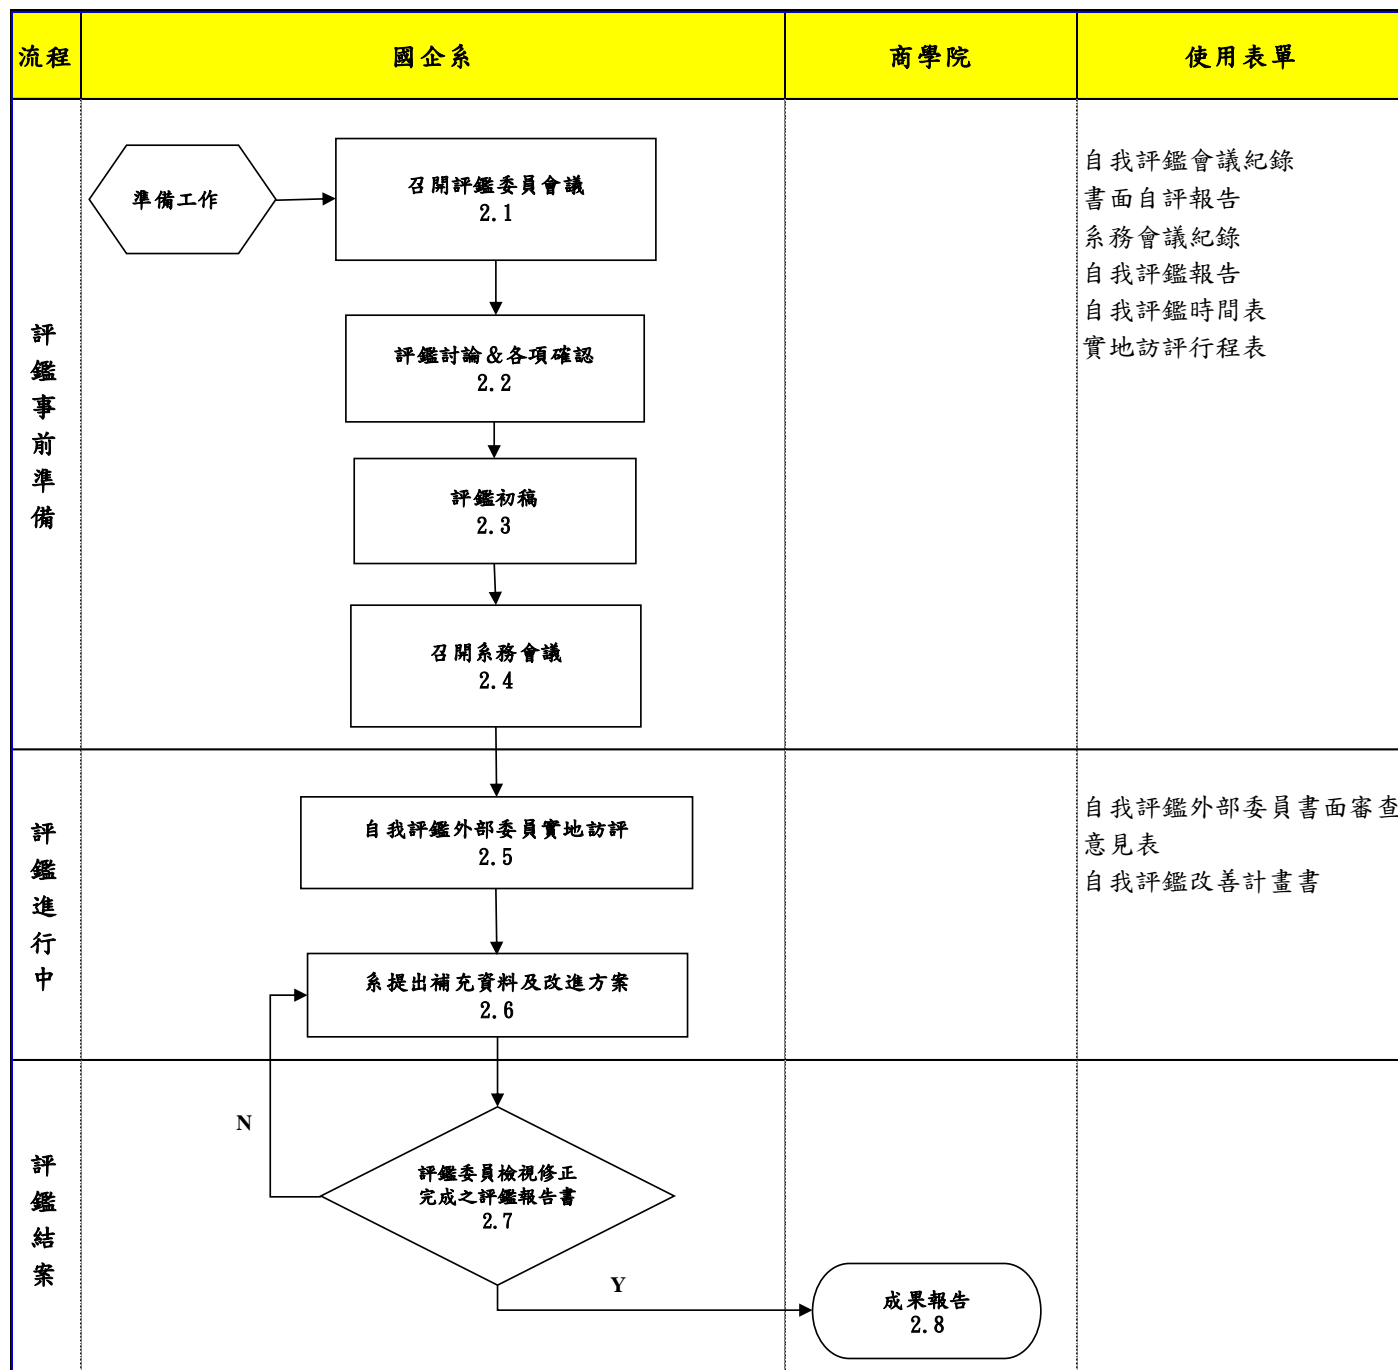 流程
國企系
商學院
使用表單
評鑑事前準備
準備工作
召開評鑑委員會議
2.1
評鑑討論&各項確認
2.2
評鑑初稿
2.3
召開系務會議
2.4
自我評鑑會議紀錄
書面自評報告
系務會議紀錄
自我評鑑報告
自我評鑑時間表
實地訪評行程表
評鑑進行中
自我評鑑外部委員實地訪評
2.5
系提出補充資料及改進方案
2.6
自我評鑑外部委員書面審查
意見表
自我評鑑改善計畫書
評鑑結案
N
評鑑委員檢視修正
完成之評鑑報告書
2.7
Y
成果報告
2.8